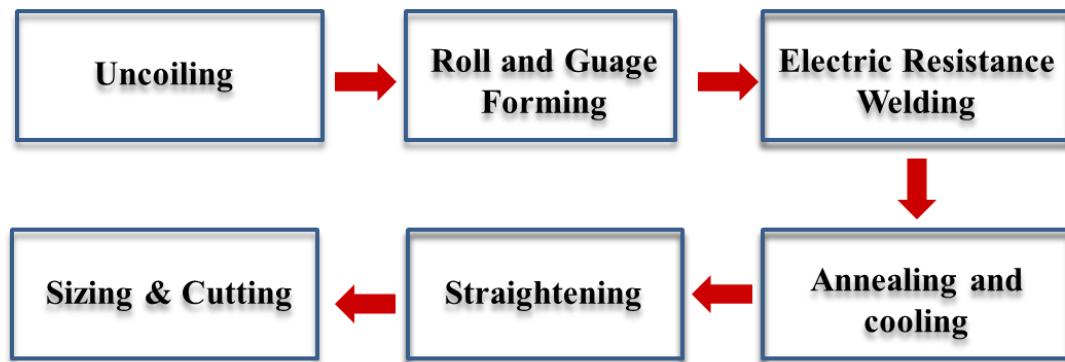 Uncoiling
Roll and Guage
Forming
Electric Resistance
Welding
Annealing and
cooling
Straightening
Sizing & Cutting